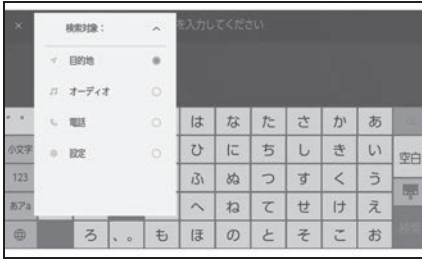 検索対象：
を入力してください
目的地
オーディオ
電話
設定
は な た さ か あ
小文字 ひ に ち し き い 空白
123 ふ ぬ つ す く う
あアa へ ね て せ け え
ろ 、。 も ほ の と そ こ お 検索